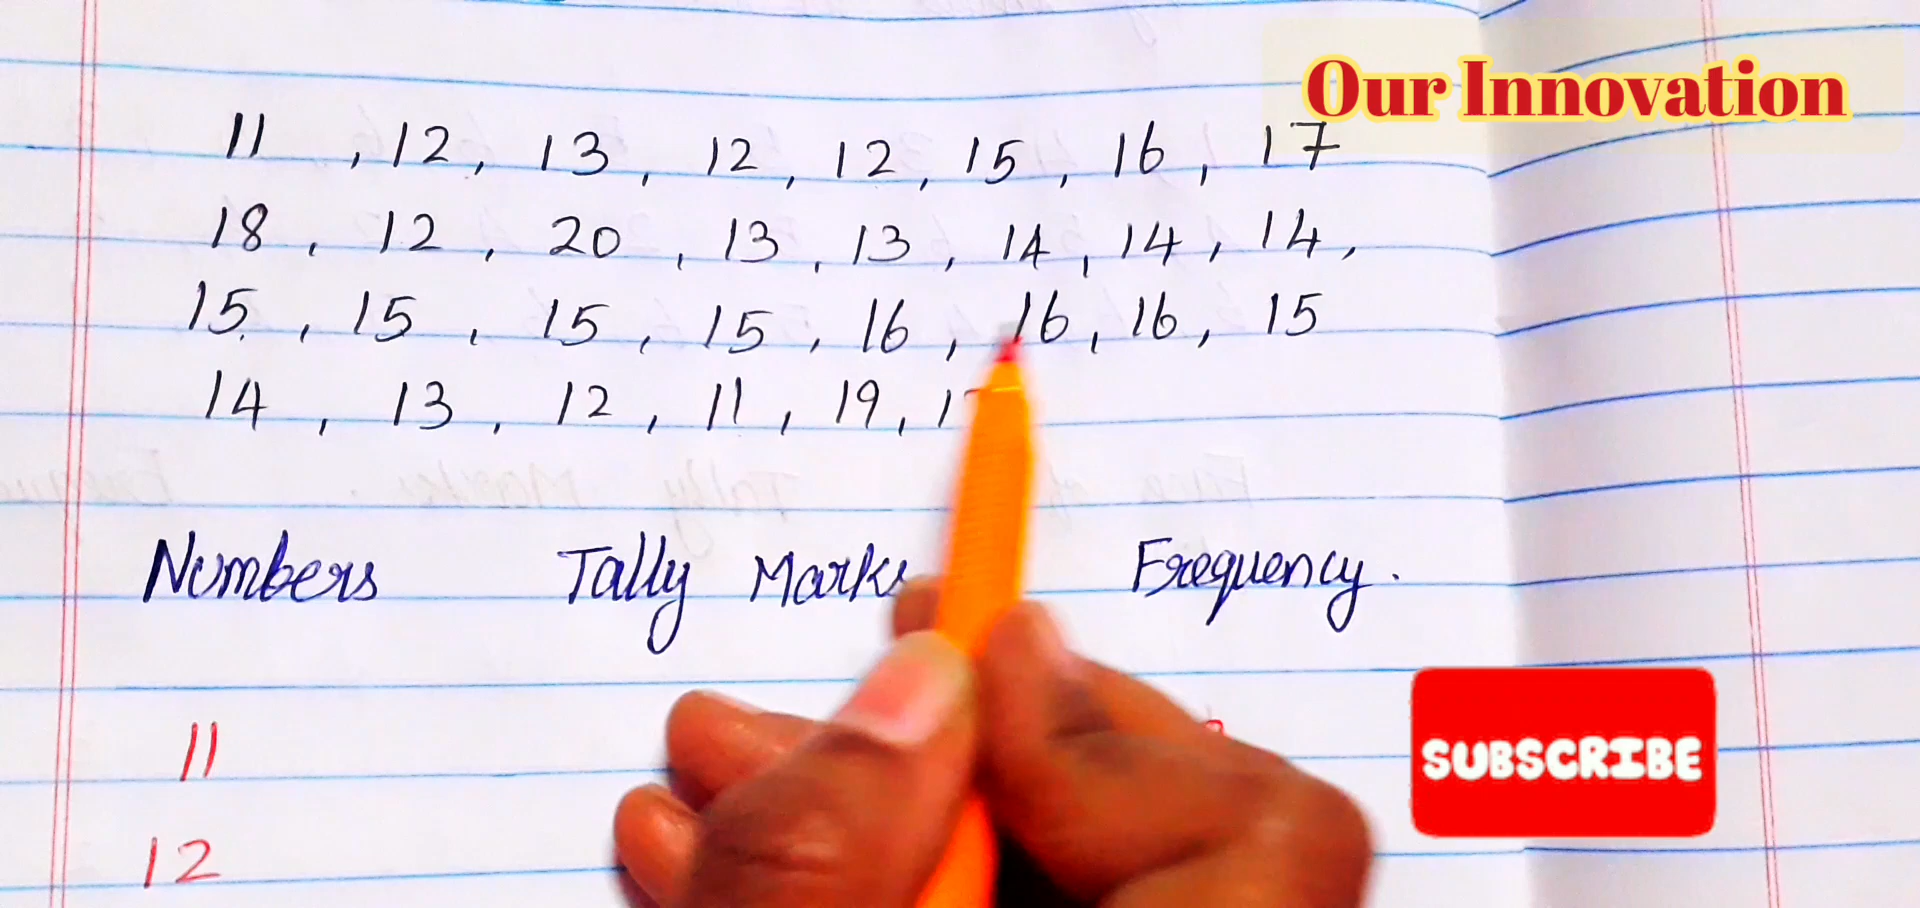 Our Innovation
11 , 12, 13, 12, 12, 15, 16, 17
18, 12, 20, 13, 13, 14, 14, 14,
15, 15, 15, 15, 16, 16, 16, 15
14, 13, 12, 11, 19,
Numbers Tally Marks Frequency.
11
SUBSCRIBE
12